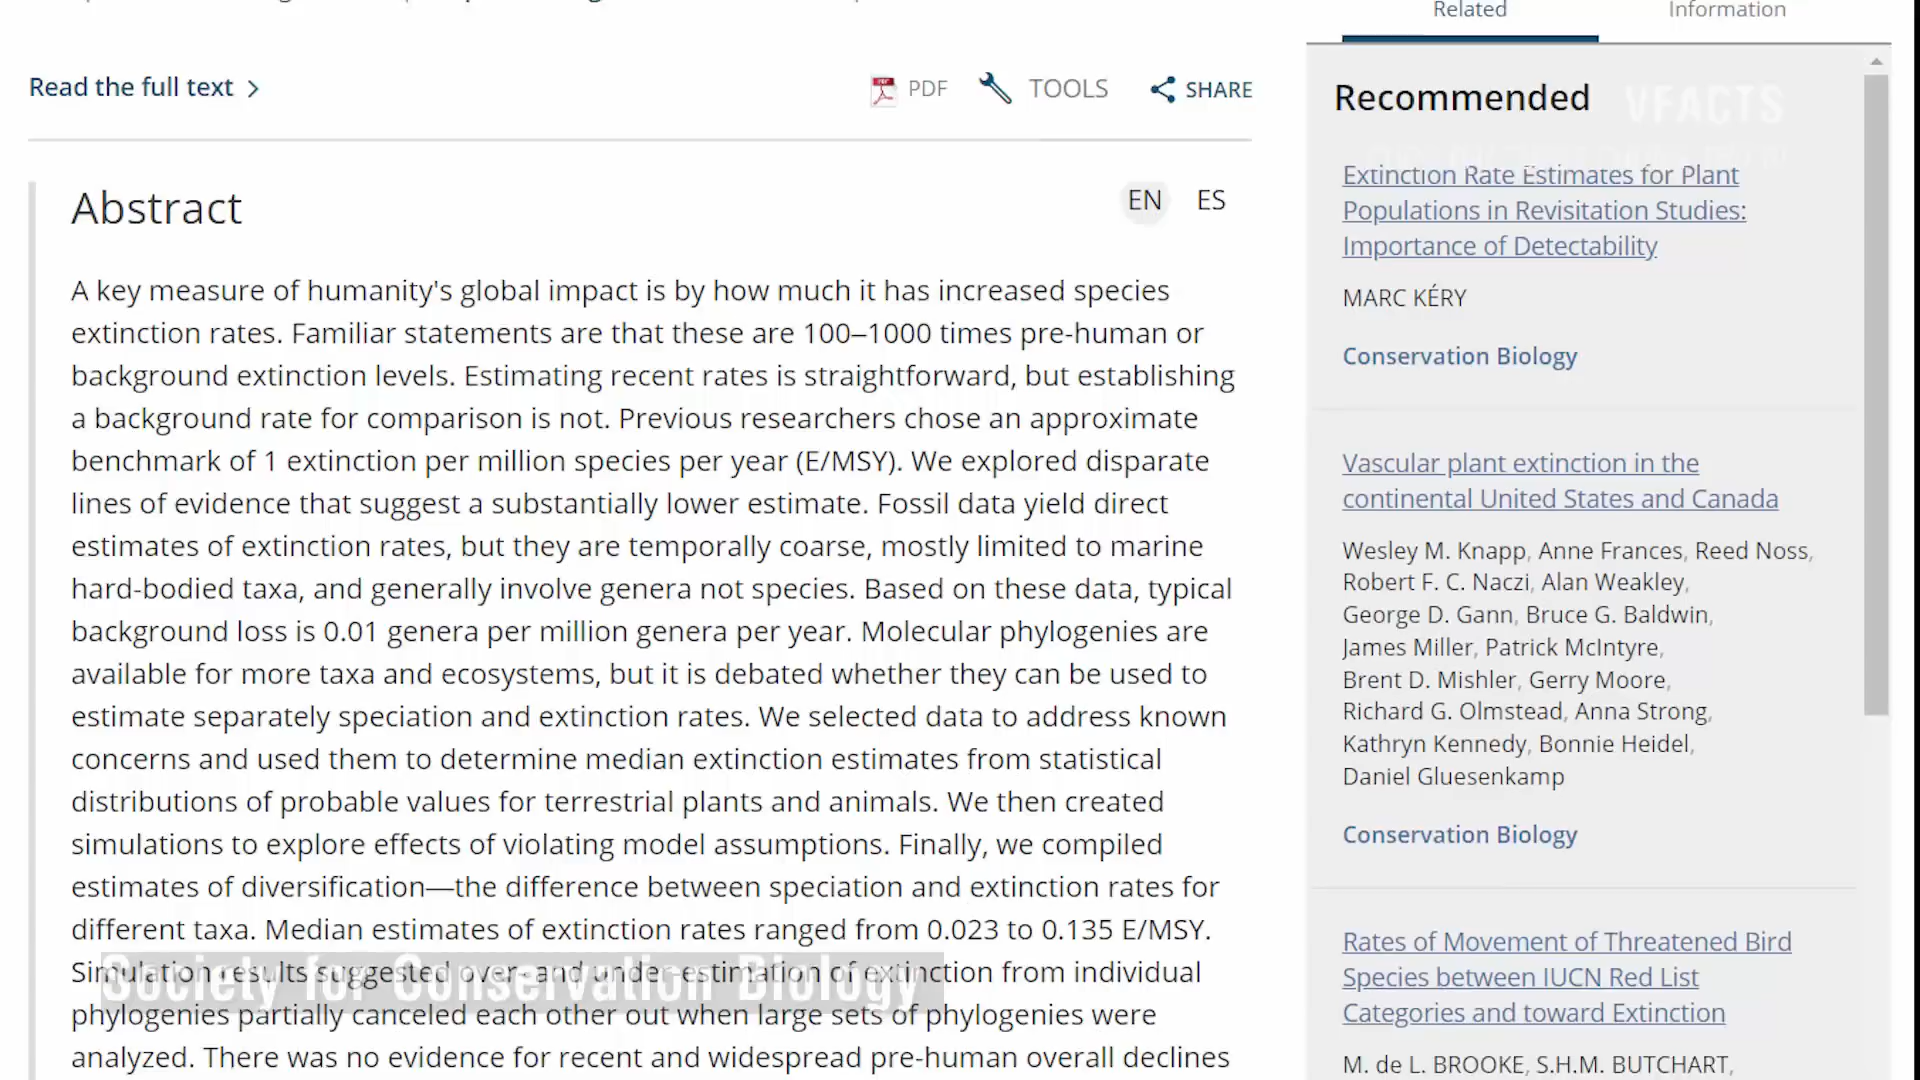 Related
Information
Read the full text
PDF
TOOLS
SHARE
Recommended
VFACTS
Abstract
EN
ES
A key measure of humanity's global impact is by how much it has increased species
extinction rates. Familiar statements are that these are 100–1000 times pre-human or
background extinction levels. Estimating recent rates is straightforward, but establishing
a background rate for comparison is not. Previous researchers chose an approximate
benchmark of 1 extinction per million species per year (E/MSY). We explored disparate
lines of evidence that suggest a substantially lower estimate. Fossil data yield direct
estimates of extinction rates, but they are temporally coarse, mostly limited to marine
hard-bodied taxa, and generally involve genera not species. Based on these data, typical
background loss is 0.01 genera per million genera per year. Molecular phylogenies are
available for more taxa and ecosystems, but it is debated whether they can be used to
estimate separately speciation and extinction rates. We selected data to address known
concerns and used them to determine median extinction estimates from statistical
distributions of probable values for terrestrial plants and animals. We then created
simulations to explore effects of violating model assumptions. Finally, we compiled
estimates of diversification—the difference between speciation and extinction rates for
different taxa. Median estimates of extinction rates ranged from 0.023 to 0.135 E/MSY.
Simulation results suggested over- and under-estimation of extinction from individual
Society for Conservation Biology
phylogenies partially canceled each other out when large sets of phylogenies were
analyzed. There was no evidence for recent and widespread pre-human overall declines
Extinction Rate Estimates for Plant
Populations in Revisitation Studies:
Importance of Detectability
MARC KÉRY
Conservation Biology
Vascular plant extinction in the
continental United States and Canada
Wesley M. Knapp, Anne Frances, Reed Noss,
Robert F. C. Naczi, Alan Weakley,
George D. Gann, Bruce G. Baldwin,
James Miller, Patrick McIntyre,
Brent D. Mishler, Gerry Moore,
Richard G. Olmstead, Anna Strong,
Kathryn Kennedy, Bonnie Heidel,
Daniel Gluesenkamp
Conservation Biology
Rates of Movement of Threatened Bird
Species between IUCN Red List
Categories and toward Extinction
M. de L. BROOKE, S.H.M. BUTCHART,